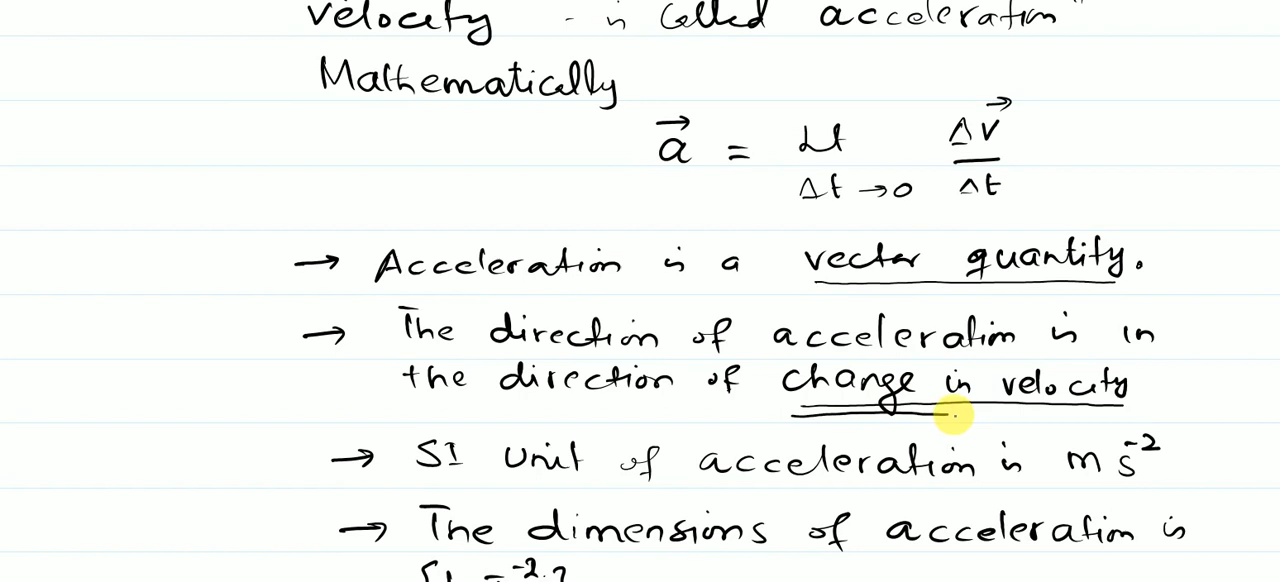 velocity - is called acceleration"
Mathematically
a⃗ = Lt Δv⃗
Δt → 0 Δt
→ Acceleration is a vector quantity.
→ The direction of acceleration is in
the direction of change in velocity
→ SI unit of acceleration is m s⁻²
→ The dimensions of acceleration is